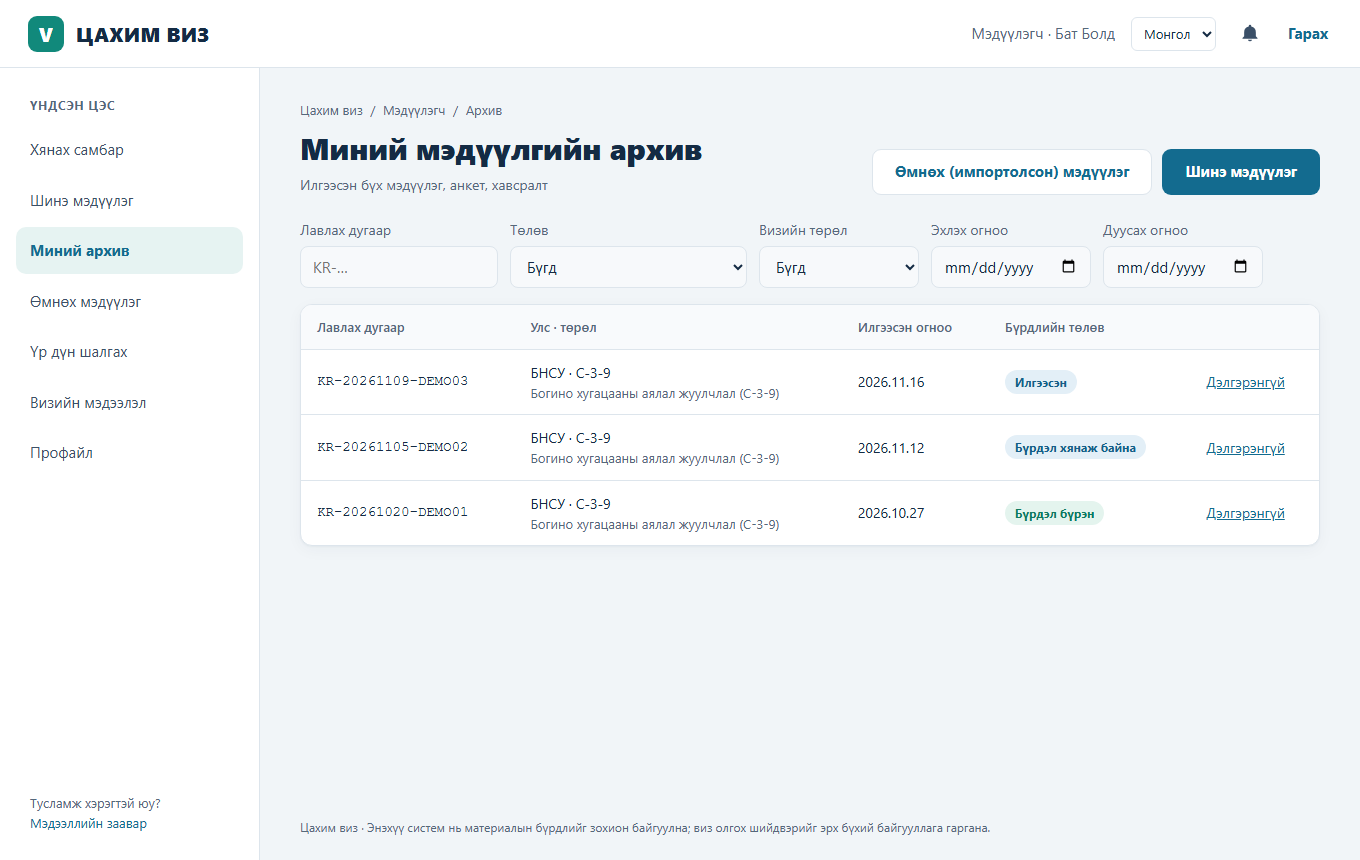 V ЦАХИМ ВИЗ
Мэдүүлэгч · Бат Болд
Монгол
Гарах
ҮНДСЭН ЦЭС
Хянах самбар
Шинэ мэдүүлэг
Миний архив
Өмнөх мэдүүлэг
Үр дүн шалгах
Визийн мэдээлэл
Профайл
Тусламж хэрэгтэй юу?
Мэдээллийн заавар
Цахим виз / Мэдүүлэгч / Архив
Миний мэдүүлгийн архив
Илгээсэн бүх мэдүүлэг, анкет, хавсралт
Өмнөх (импортолсон) мэдүүлэг
Шинэ мэдүүлэг
Лавлах дугаар Төлөв Визийн төрөл Эхлэх огноо Дуусах огноо
KR-... Бүгд Бүгд mm/dd/yyyy mm/dd/yyyy
Лавлах дугаар Улс · төрөл Илгээсэн огноо Бүрдлийн төлөв
KR-20261109-DEMO03 БНСУ · C-3-9 2026.11.16 Илгээсэн Дэлгэрэнгүй
Богино хугацааны аялал жуулчлал (C-3-9)
KR-20261105-DEMO02 БНСУ · C-3-9 2026.11.12 Бүрдэл хянаж байна Дэлгэрэнгүй
Богино хугацааны аялал жуулчлал (C-3-9)
KR-20261020-DEMO01 БНСУ · C-3-9 2026.10.27 Бүрдэл бүрэн Дэлгэрэнгүй
Богино хугацааны аялал жуулчлал (C-3-9)
Цахим виз · Энэхүү систем нь материалын бүрдлийг зохион байгуулна; виз олгох шийдвэрийг эрх бүхий байгууллага гаргана.